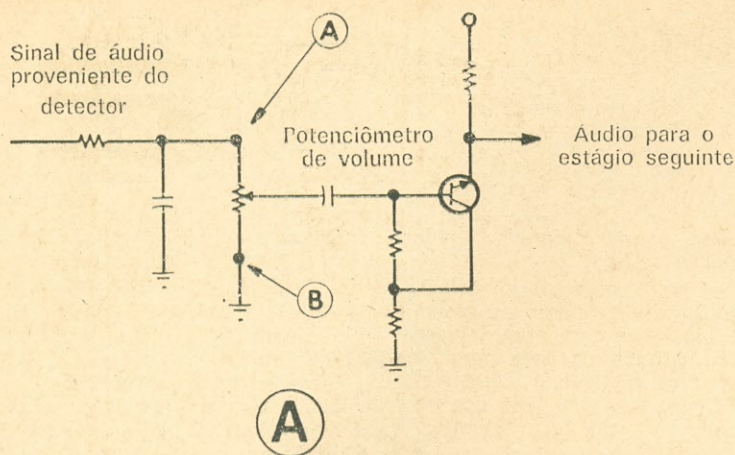 A
Sinal de áudio
proveniente do
detector
Potenciômetro
de volume
Áudio para o
estágio seguinte
B
A